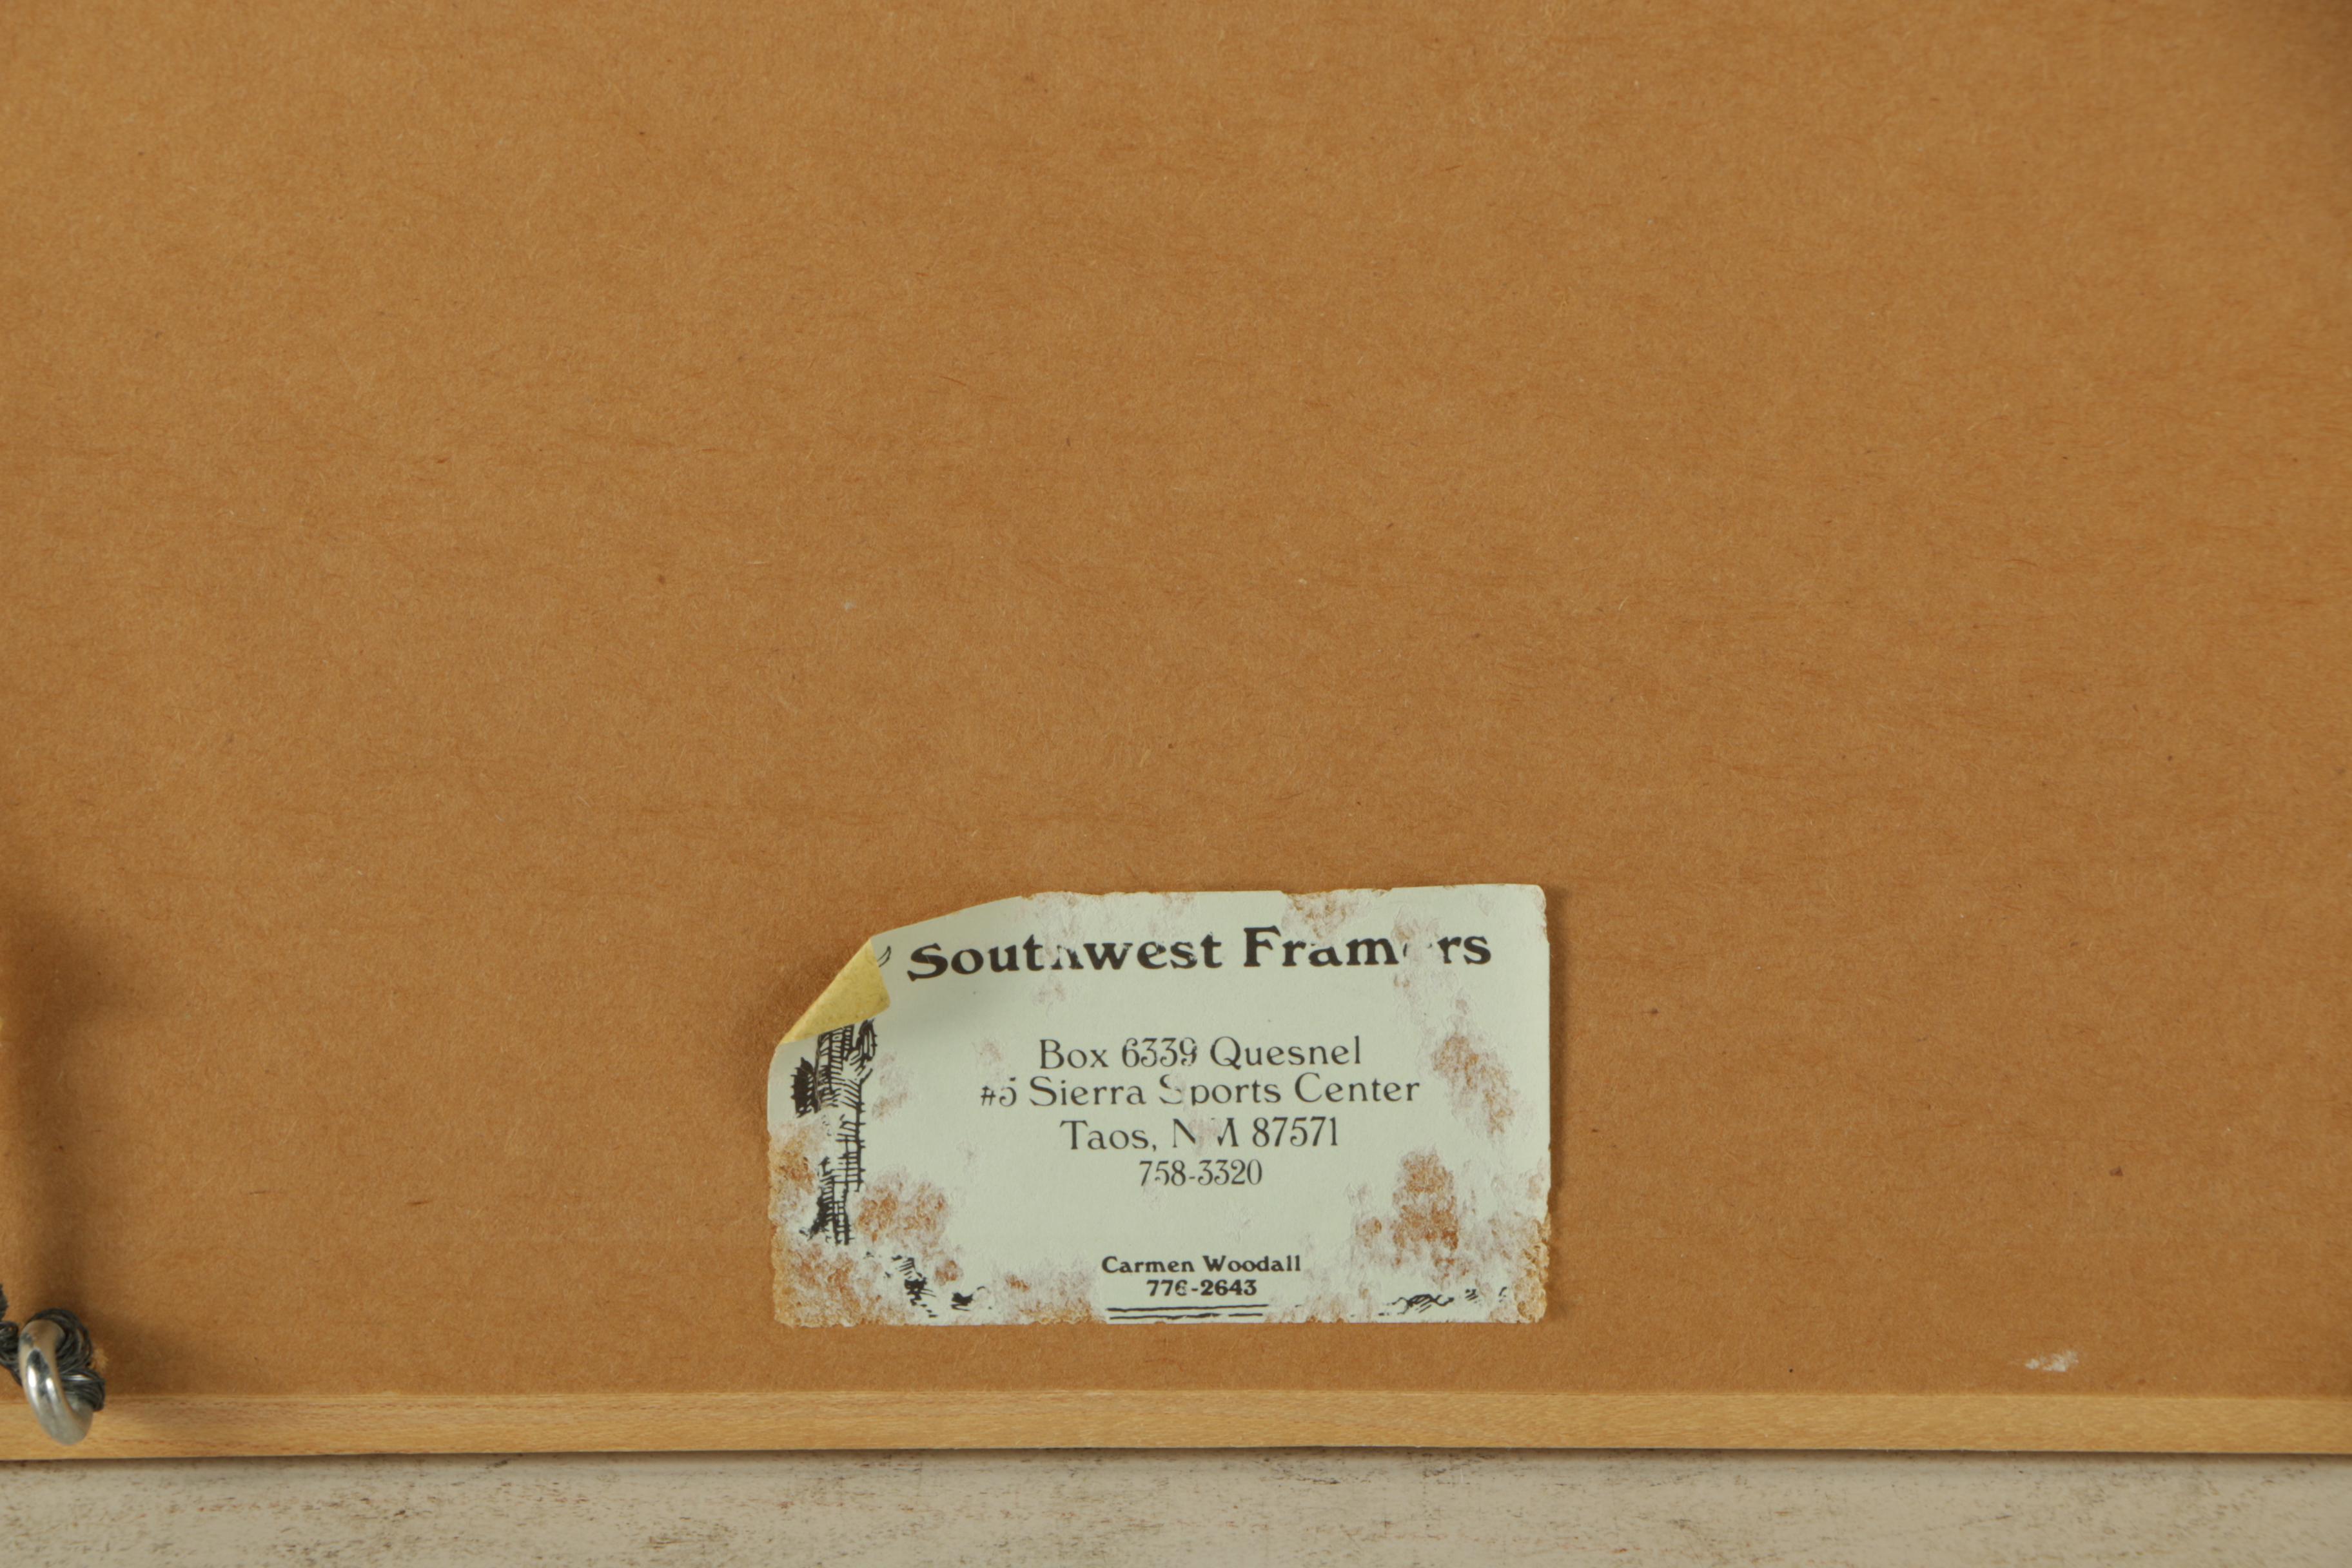 Southwest Framers
Box 6339 Quesnel
#5 Sierra Sports Center
Taos, NM 87571
758-3320
Carmen Woodall
776-2643